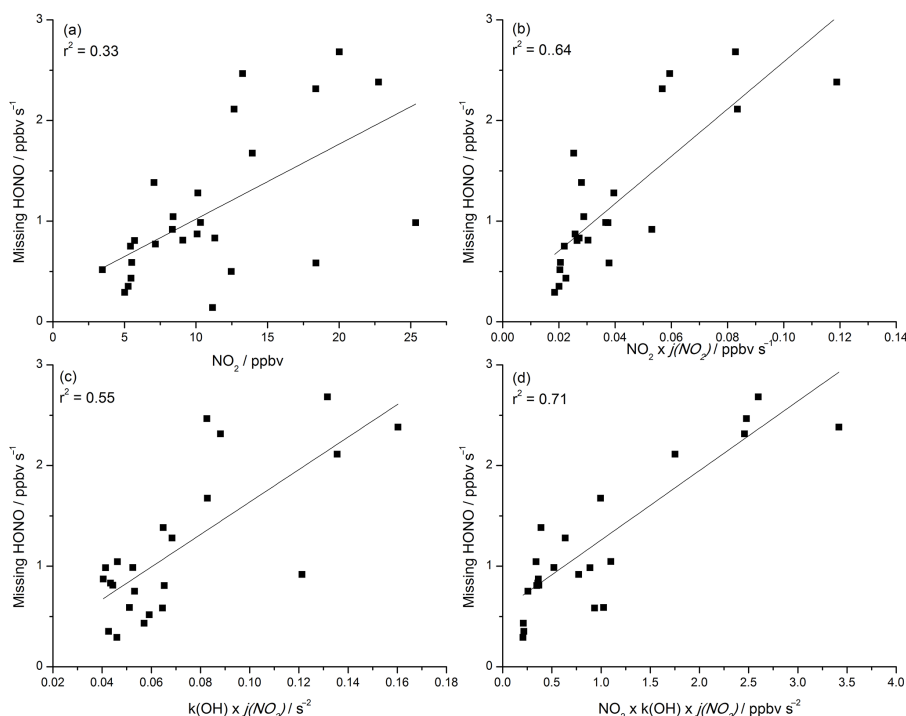 (a)
r² = 0.33
3
2
1
0
Missing HONO / ppbv s⁻¹
0 5 10 15 20 25
NO₂ / ppbv
(b)
r² = 0..64
3
2
1
0
Missing HONO / ppbv s⁻¹
0.00 0.02 0.04 0.06 0.08 0.10 0.12 0.14
NO₂ x j(NO₂) / ppbv s⁻¹
(c)
r² = 0.55
3
2
1
0
Missing HONO / ppbv s⁻¹
0.02 0.04 0.06 0.08 0.10 0.12 0.14 0.16 0.18
k(OH) x j(NO₂) / s⁻²
(d)
r² = 0.71
3
2
1
0
Missing HONO / ppbv s⁻¹
0.0 0.5 1.0 1.5 2.0 2.5 3.0 3.5 4.0
NO₂ x k(OH) x j(NO₂) / ppbv s⁻²